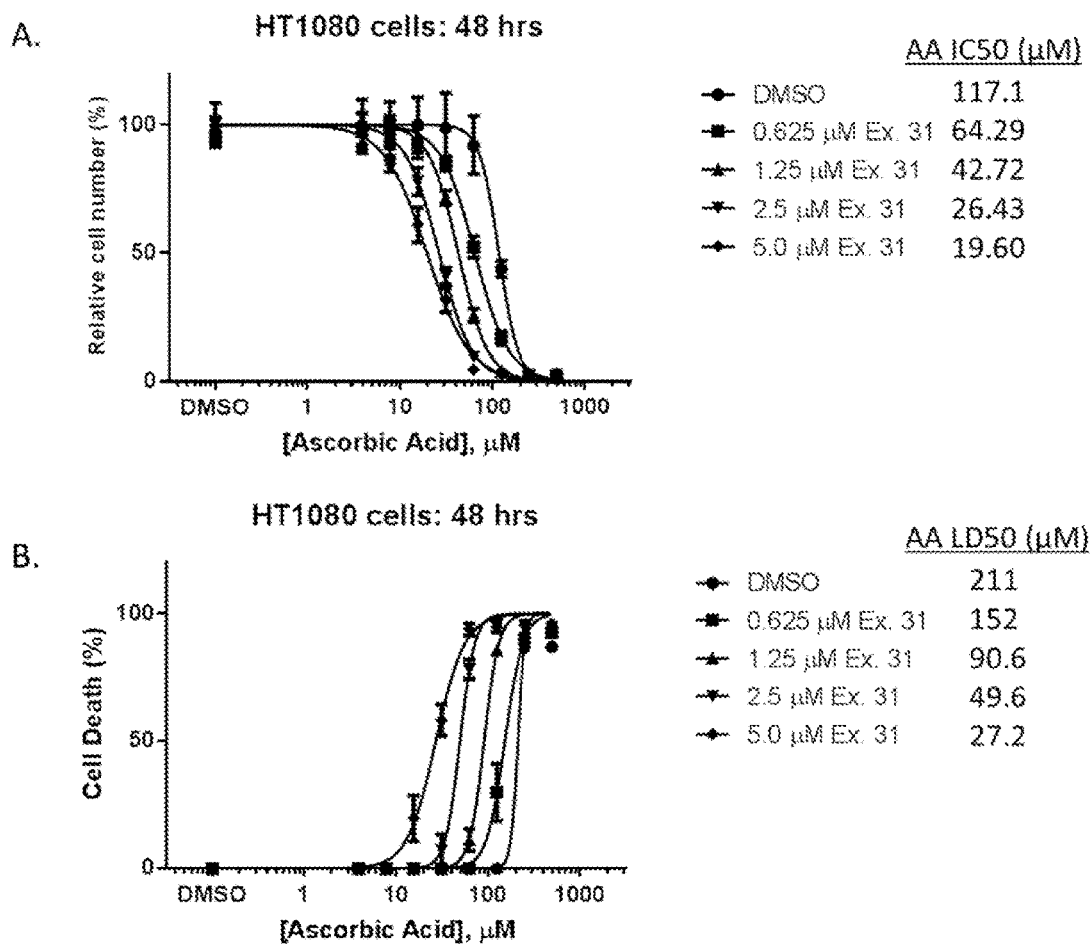 A.
HT1080 cells: 48 hrs
AA IC50 (µM)
DMSO 117.1
0.625 µM Ex. 31 64.29
1.25 µM Ex. 31 42.72
2.5 µM Ex. 31 26.43
5.0 µM Ex. 31 19.60
Relative cell number (%)
100
50
0
DMSO 1 10 100 1000
[Ascorbic Acid], µM
B.
HT1080 cells: 48 hrs
AA LD50 (µM)
DMSO 211
0.625 µM Ex. 31 152
1.25 µM Ex. 31 90.6
2.5 µM Ex. 31 49.6
5.0 µM Ex. 31 27.2
Cell Death (%)
100
50
0
DMSO 1 10 100 1000
[Ascorbic Acid], µM